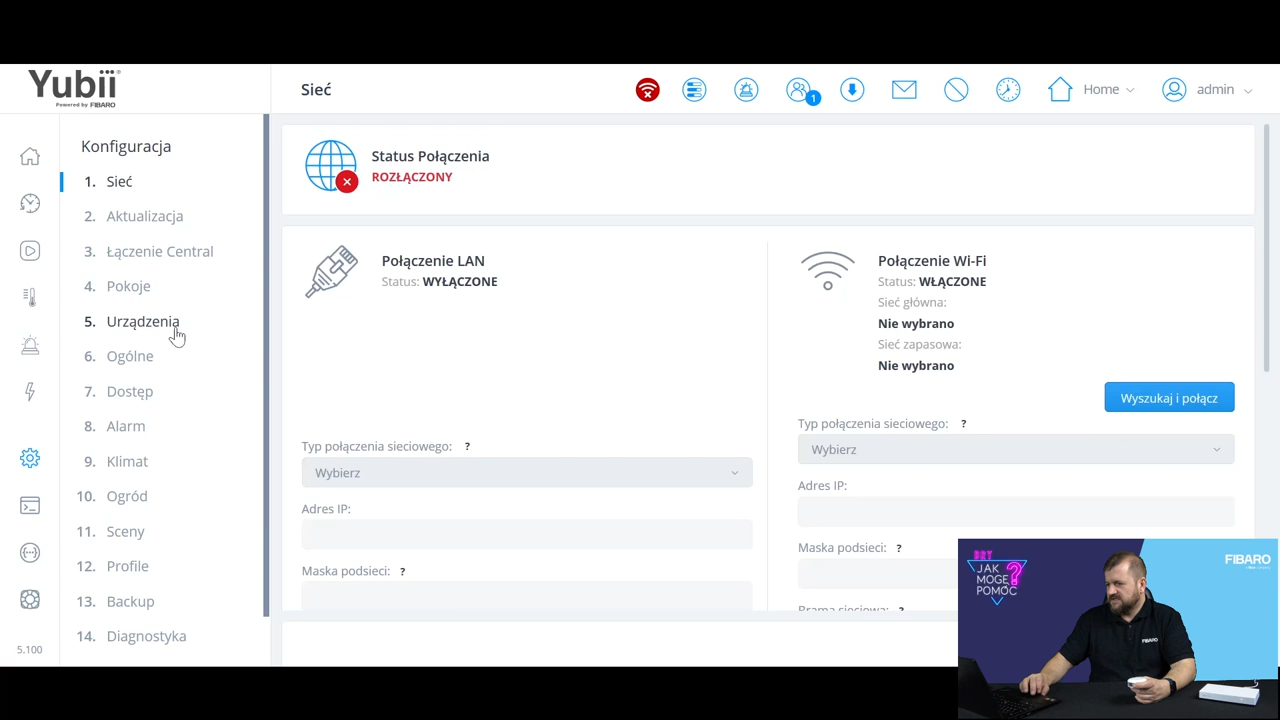 Yubii
Powered by FIBARO
Sieć
1
Home
admin
Konfiguracja
1. Sieć
2. Aktualizacja
3. Łączenie Central
4. Pokoje
5. Urządzenia
6. Ogólne
7. Dostęp
8. Alarm
9. Klimat
10. Ogród
11. Sceny
12. Profile
13. Backup
14. Diagnostyka
5.100
Status Połączenia
ROZŁĄCZONY
Połączenie LAN
Status: WYŁĄCZONE
Typ połączenia sieciowego: ?
Wybierz
Adres IP:
Maska podsieci: ?
Połączenie Wi-Fi
Status: WŁĄCZONE
Sieć główna:
Nie wybrano
Sieć zapasowa:
Nie wybrano
Wyszukaj i połącz
Typ połączenia sieciowego: ?
Wybierz
Adres IP:
Maska podsieci: ?
Brama sieciowa: ?
JAK
MOGĘ
POMÓC
?
FIBARO
FIBARO